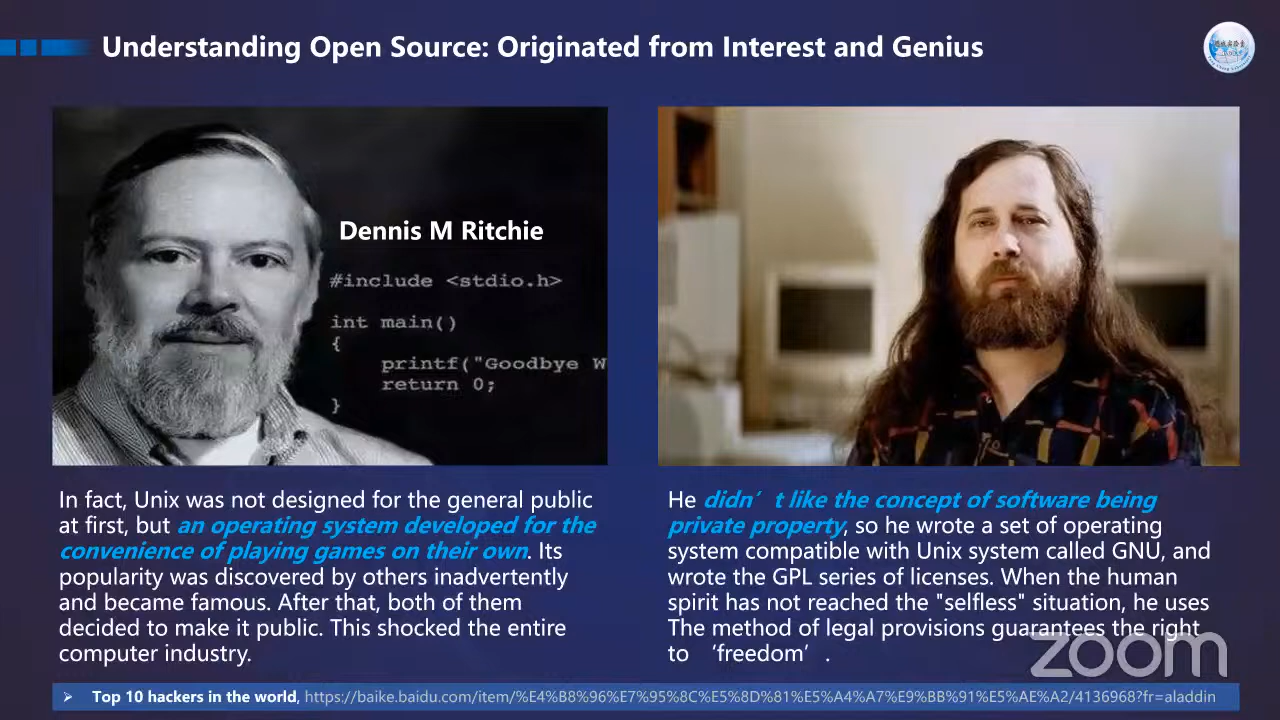 Understanding Open Source: Originated from Interest and Genius
Dennis M Ritchie
#include <stdio.h>
int main()
{
printf("Goodbye W
return 0;
}
In fact, Unix was not designed for the general public
at first, but an operating system developed for the
convenience of playing games on their own. Its
popularity was discovered by others inadvertently
and became famous. After that, both of them
decided to make it public. This shocked the entire
computer industry.
He didn’t like the concept of software being
private property, so he wrote a set of operating
system compatible with Unix system called GNU, and
wrote the GPL series of licenses. When the human
spirit has not reached the "selfless" situation, he uses
The method of legal provisions guarantees the right
to ‘freedom’.
zoom
Top 10 hackers in the world, https://baike.baidu.com/item/%E4%B8%96%E7%95%8C%E5%8D%81%E5%A4%A7%E9%BB%91%E5%AE%A2/4136968?fr=aladdin